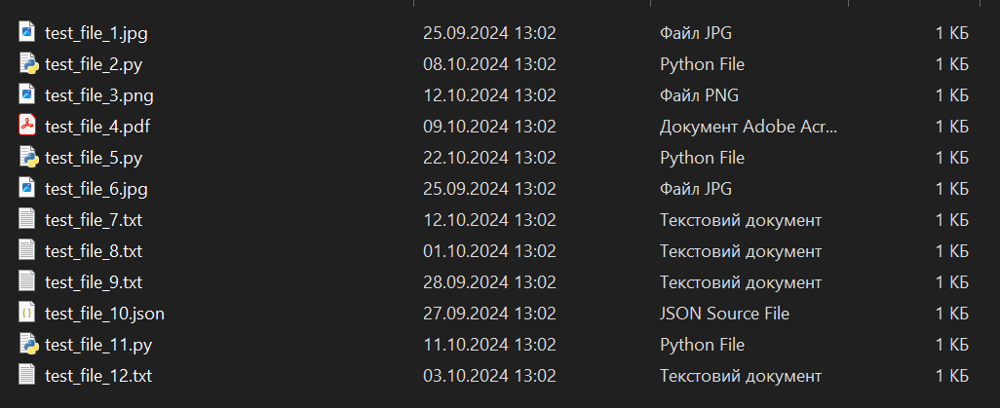 test_file_1.jpg 25.09.2024 13:02 Файл JPG 1 КБ
test_file_2.py 08.10.2024 13:02 Python File 1 КБ
test_file_3.png 12.10.2024 13:02 Файл PNG 1 КБ
test_file_4.pdf 09.10.2024 13:02 Документ Adobe Acr... 1 КБ
test_file_5.py 22.10.2024 13:02 Python File 1 КБ
test_file_6.jpg 25.09.2024 13:02 Файл JPG 1 КБ
test_file_7.txt 12.10.2024 13:02 Текстовий документ 1 КБ
test_file_8.txt 01.10.2024 13:02 Текстовий документ 1 КБ
test_file_9.txt 28.09.2024 13:02 Текстовий документ 1 КБ
test_file_10.json 27.09.2024 13:02 JSON Source File 1 КБ
test_file_11.py 11.10.2024 13:02 Python File 1 КБ
test_file_12.txt 03.10.2024 13:02 Текстовий документ 1 КБ